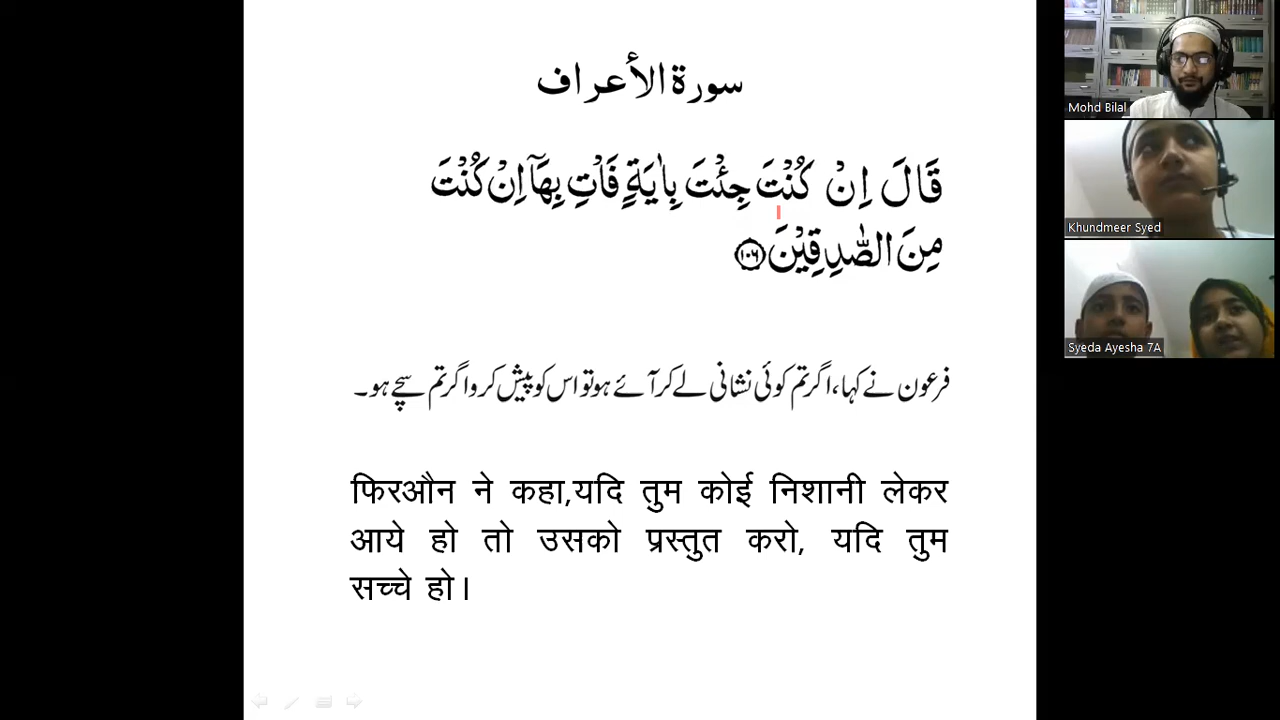 سورة الأعراف
قَالَ اِنْ كُنْتَ جِئْتَ بِاٰيَةٍ فَاْتِ بِهَاۤ اِنْ كُنْتَ
مِنَ الصّٰدِقِيْنَ ۝۱۰۶
فرعون نے کہا، اگر تم کوئی نشانی لے کر آئے ہو تو اس کو پیش کرو اگر تم سچے ہو۔
फिरऔन ने कहा,यदि तुम कोई निशानी लेकर
आये हो तो उसको प्रस्तुत करो, यदि तुम
सच्चे हो।
Mohd Bilal
Khundmeer Syed
Syeda Ayesha 7A